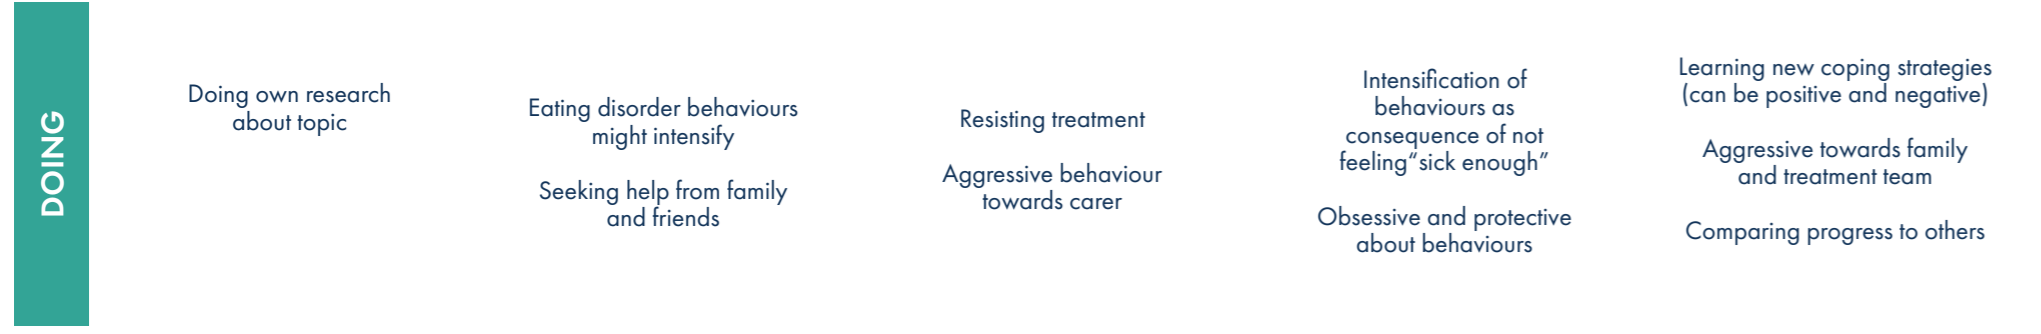 DOING
Doing own research
about topic
Eating disorder behaviours
might intensify
Seeking help from family
and friends
Resisting treatment
Aggressive behaviour
towards carer
Intensification of
behaviours as
consequence of not
feeling“sick enough”
Obsessive and protective
about behaviours
Learning new coping strategies
(can be positive and negative)
Aggressive towards family
and treatment team
Comparing progress to others